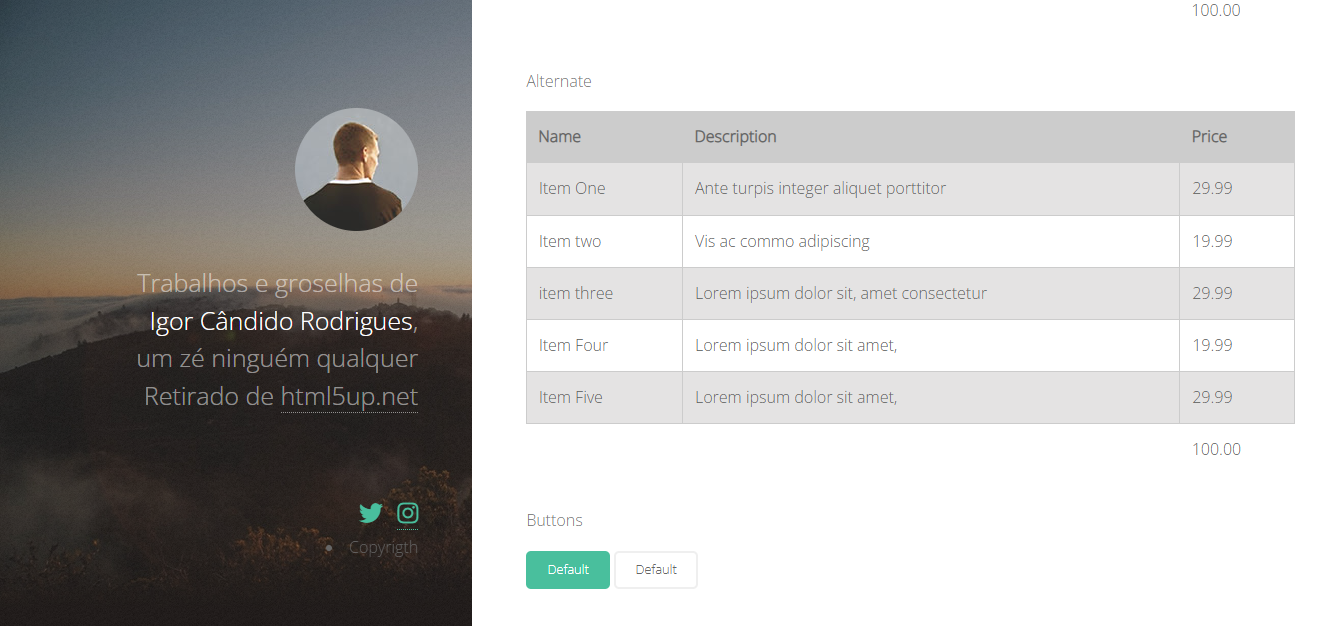 Trabalhos e groselhas de
Igor Cândido Rodrigues,
um zé ninguém qualquer
Retirado de html5up.net
Copyrigth
100.00
Alternate
Name Description Price
Item One Ante turpis integer aliquet porttitor 29.99
Item two Vis ac commo adipiscing 19.99
item three Lorem ipsum dolor sit, amet consectetur 29.99
Item Four Lorem ipsum dolor sit amet, 19.99
Item Five Lorem ipsum dolor sit amet, 29.99
100.00
Buttons
Default Default